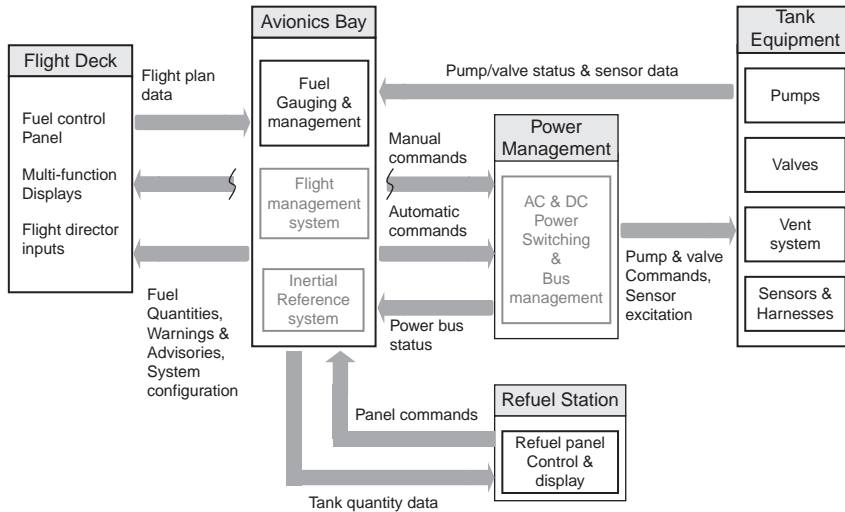 Flight Deck
Fuel control
Panel
Multi-function
Displays
Flight director
inputs
Flight plan
data
Fuel
Quantities,
Warnings &
Advisories,
System
configuration
Avionics Bay
Fuel
Gauging &
management
Flight
management
system
Inertial
Reference
system
Pump/valve status & sensor data
Manual
commands
Automatic
commands
Power bus
status
Power
Management
AC & DC
Power
Switching
&
Bus
management
Pump & valve
Commands,
Sensor
excitation
Tank
Equipment
Pumps
Valves
Vent
system
Sensors &
Harnesses
Panel commands
Tank quantity data
Refuel Station
Refuel panel
Control &
display